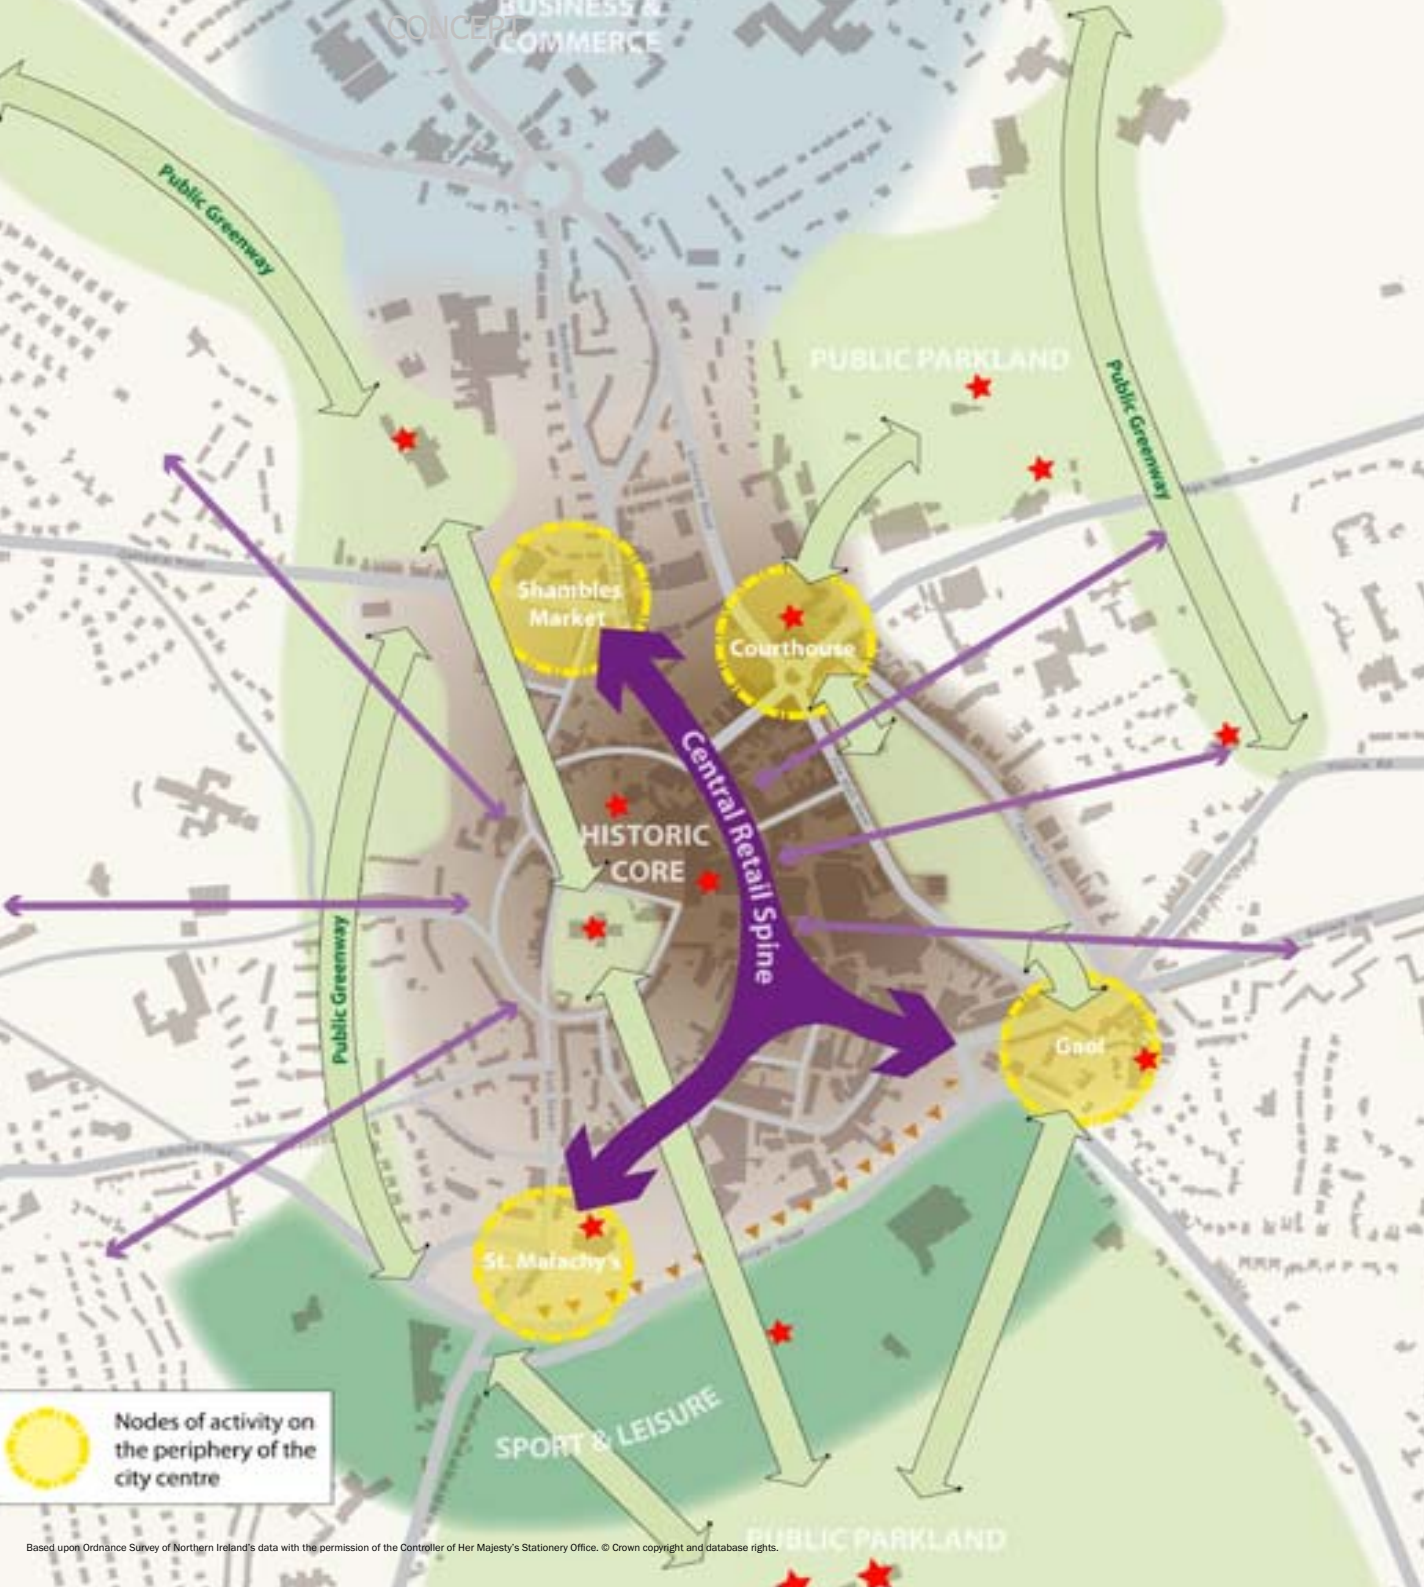 CONCEPT
BUSINESS &
COMMERCE
Public Greenway
PUBLIC PARKLAND
Public Greenway
Shambles
Market
Courthouse
Central Retail Spine
HISTORIC
CORE
Public Greenway
Gaol
St. Malachy's
SPORT & LEISURE
Nodes of activity on
the periphery of the
city centre
PUBLIC PARKLAND
Based upon Ordnance Survey of Northern Ireland's data with the permission of the Controller of Her Majesty's Stationery Office. © Crown copyright and database rights.